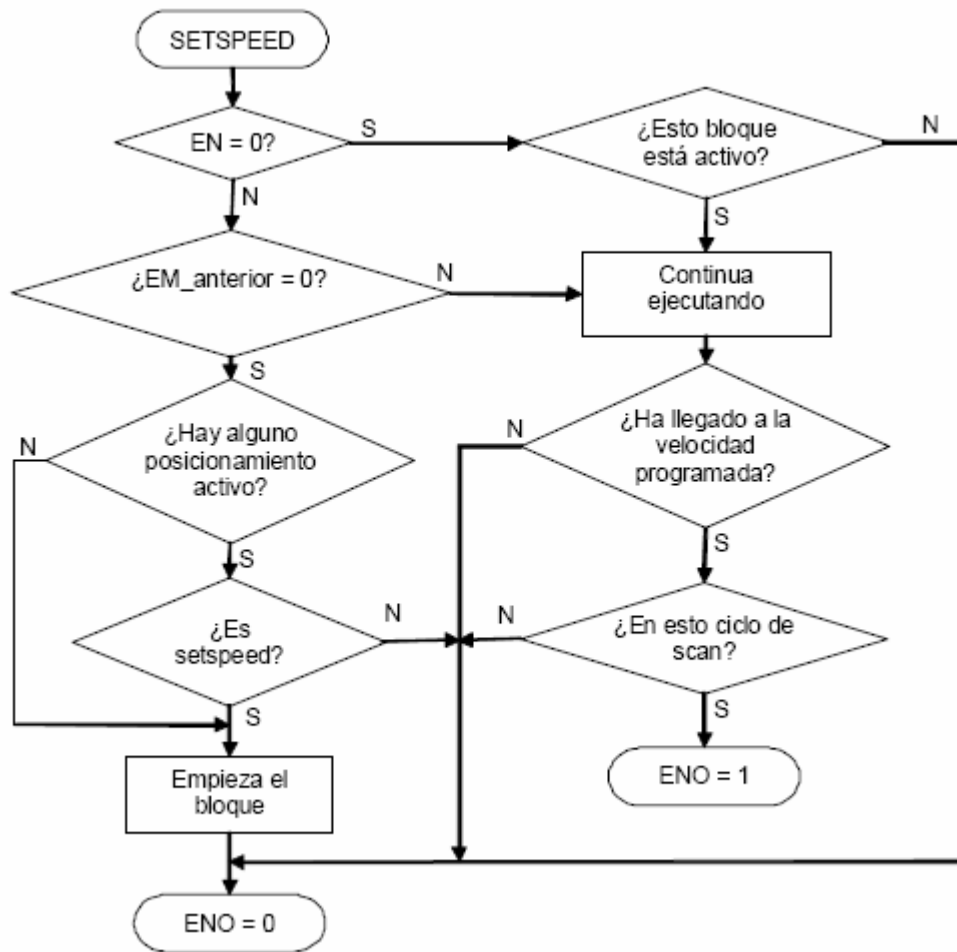 SETSPEED
EN = 0?
S
N
¿Esto bloque
está activo?
N
S
¿EM_anterior = 0?
N
S
Continua
ejecutando
¿Hay alguno
posicionamiento
activo?
N
S
¿Ha llegado a la
velocidad
programada?
N
S
¿Es
setspeed?
N
S
¿En esto ciclo de
scan?
N
S
Empieza el
bloque
ENO = 1
ENO = 0